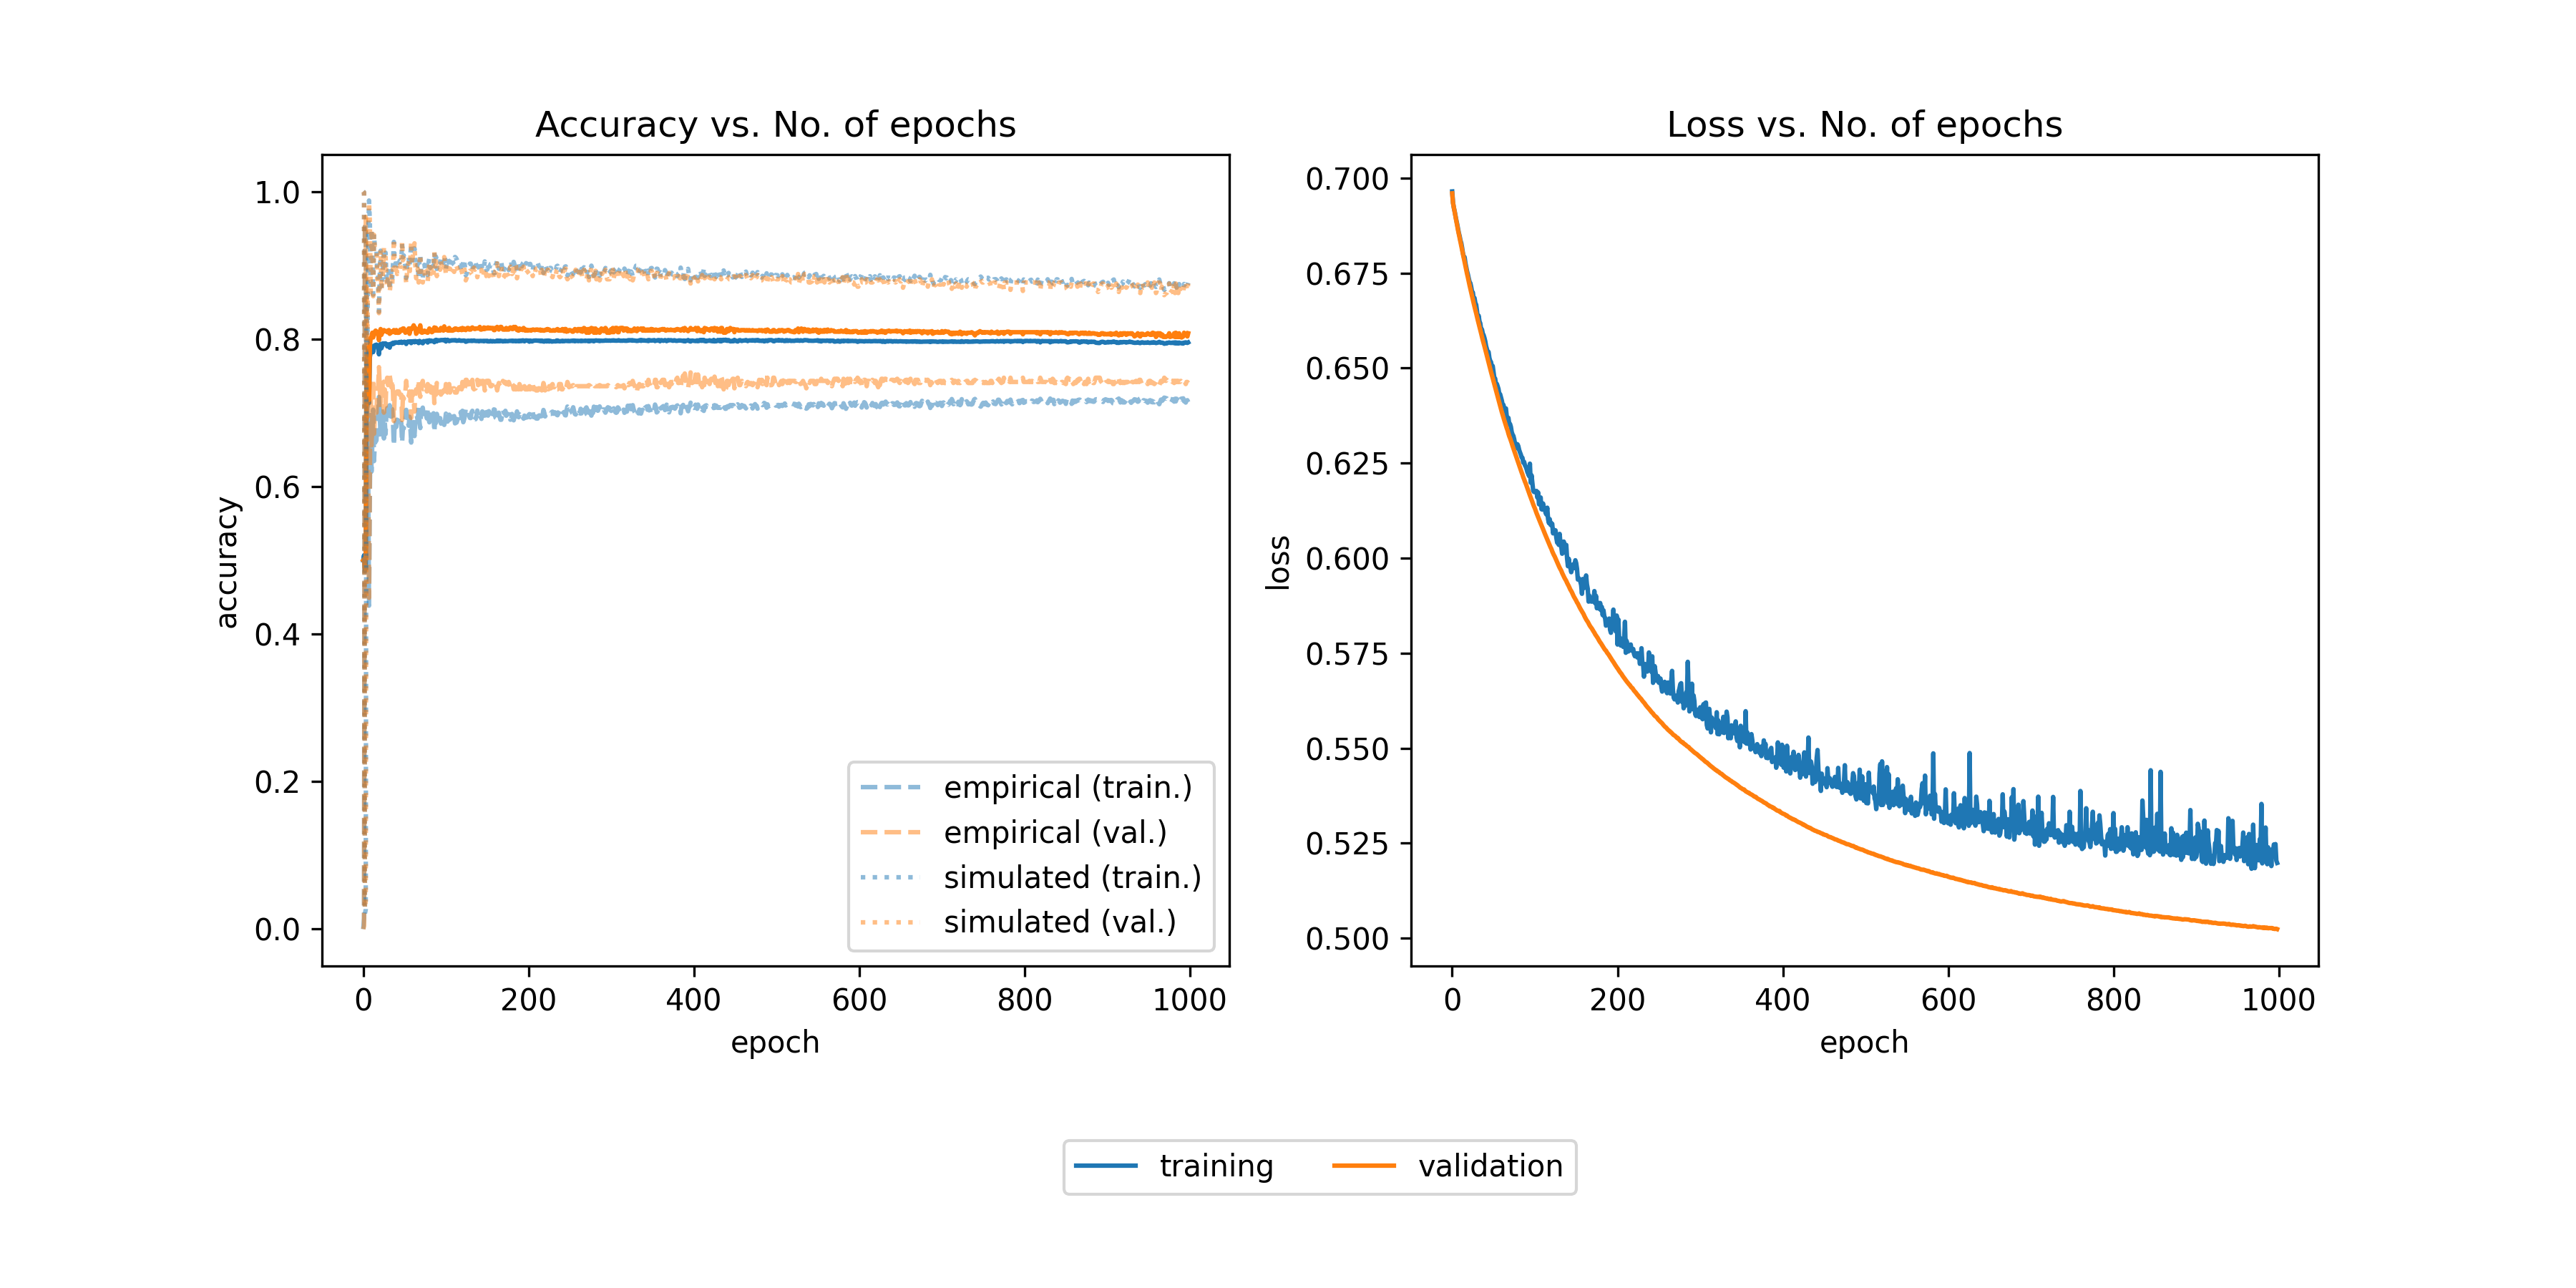 Accuracy vs. No. of epochs
1.0
0.8
0.6
0.4
0.2
0.0
accuracy
empirical (train.)
empirical (val.)
simulated (train.)
simulated (val.)
0 200 400 600 800 1000
epoch
Loss vs. No. of epochs
0.700
0.675
0.650
0.625
0.600
0.575
0.550
0.525
0.500
loss
0 200 400 600 800 1000
epoch
training validation